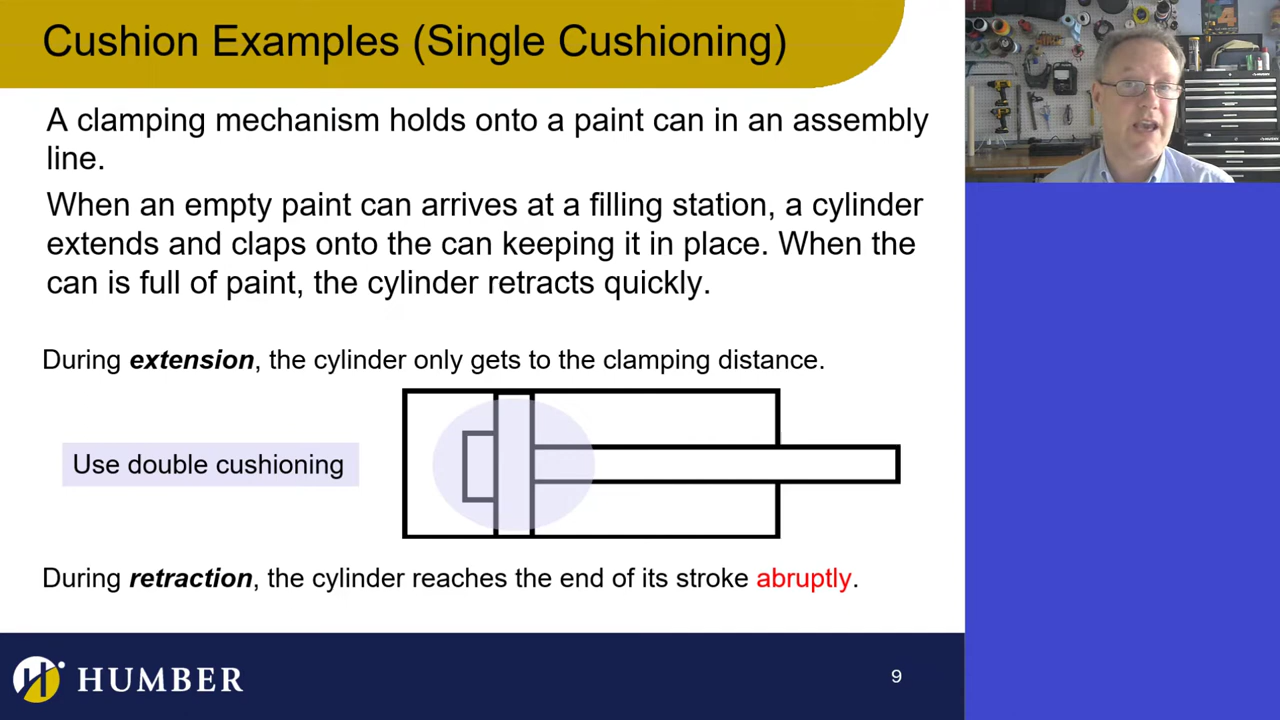 Cushion Examples (Single Cushioning)
A clamping mechanism holds onto a paint can in an assembly
line.
When an empty paint can arrives at a filling station, a cylinder
extends and claps onto the can keeping it in place. When the
can is full of paint, the cylinder retracts quickly.
During extension, the cylinder only gets to the clamping distance.
Use double cushioning
During retraction, the cylinder reaches the end of its stroke abruptly.
HUMBER
9